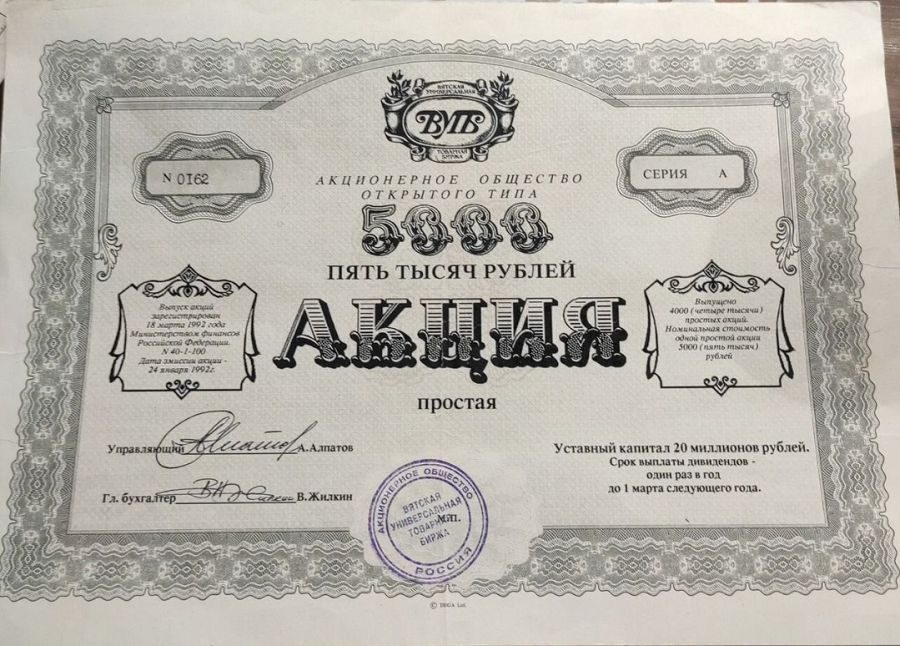 ВЯТСКАЯ
УНИВЕРСАЛЬНАЯ
ВУТБ
ТОВАРНАЯ
БИРЖА
N 0162
СЕРИЯ А
АКЦИОНЕРНОЕ ОБЩЕСТВО
ОТКРЫТОГО ТИПА
5000
ПЯТЬ ТЫСЯЧ РУБЛЕЙ
АКЦИЯ
простая
Выпуск акций
зарегистрирован
18 марта 1992 года
Министерством финансов
Российской Федерации.
N 40-1-100
Дата эмиссии акции -
24 января 1992г.
Выпущено
4000 (четыре тысячи)
простых акций.
Номинальная стоимость
одной простой акции
5000 (пять тысяч)
рублей
Управляющий А.Алпатов
Гл. бухгалтер В.Жилкин
Уставный капитал 20 миллионов рублей.
Срок выплаты дивидендов -
один раз в год
до 1 марта следующего года.
АКЦИОНЕРНОЕ ОБЩЕСТВО
ВЯТСКАЯ
УНИВЕРСАЛЬНАЯ
ТОВАРНАЯ
БИРЖА
РОССИЯ
М.П.
© DEGA Ltd.